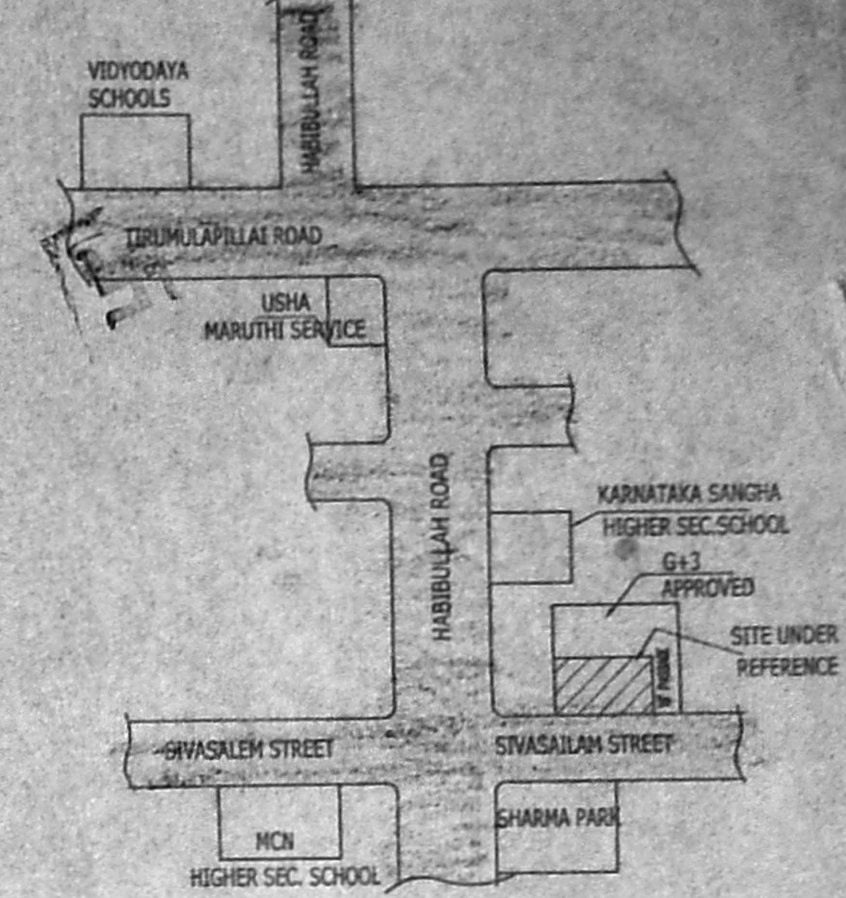 HABIBULLAH ROAD
VIDYODAYA
SCHOOLS
TIRUMULAPILLAI ROAD
USHA
MARUTHI SERVICE
HABIBULLAH ROAD
KARNATAKA SANGHA
HIGHER SEC.SCHOOL
G+3
APPROVED
SITE UNDER
REFERENCE
PASSAGE
SIVASALEM STREET
SIVASAILAM STREET
SHARMA PARK
MCN
HIGHER SEC. SCHOOL